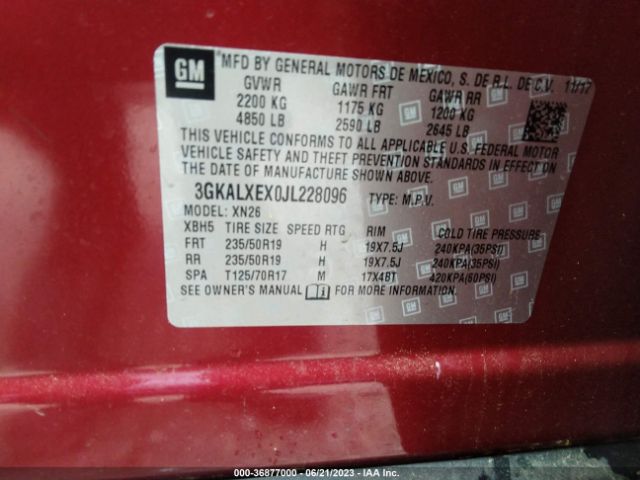 GM
*MFD BY GENERAL MOTORS DE MEXICO, S. DE R.L. DE C.V. 11/17
GVWR GAWR FRT GAWR RR
2200 KG 1175 KG 1200 KG
4850 LB 2590 LB 2645 LB
THIS VEHICLE CONFORMS TO ALL APPLICABLE U.S. FEDERAL MOTOR
VEHICLE SAFETY AND THEFT PREVENTION STANDARDS IN EFFECT ON
THE DATE OF MANUFACTURE SHOWN ABOVE.
3GKALXEX0JL228096 TYPE: M.P.V.
MODEL: XN26
XBH5 TIRE SIZE SPEED RTG RIM COLD TIRE PRESSURE
FRT 235/50R19 H 19X7.5J 240KPA(35PSI)
RR 235/50R19 H 19X7.5J 240KPA(35PSI)
SPA T125/70R17 M 17X4BT 420KPA(60PSI)
SEE OWNER'S MANUAL FOR MORE INFORMATION.
000-36877000 - 06/21/2023 - IAA Inc.